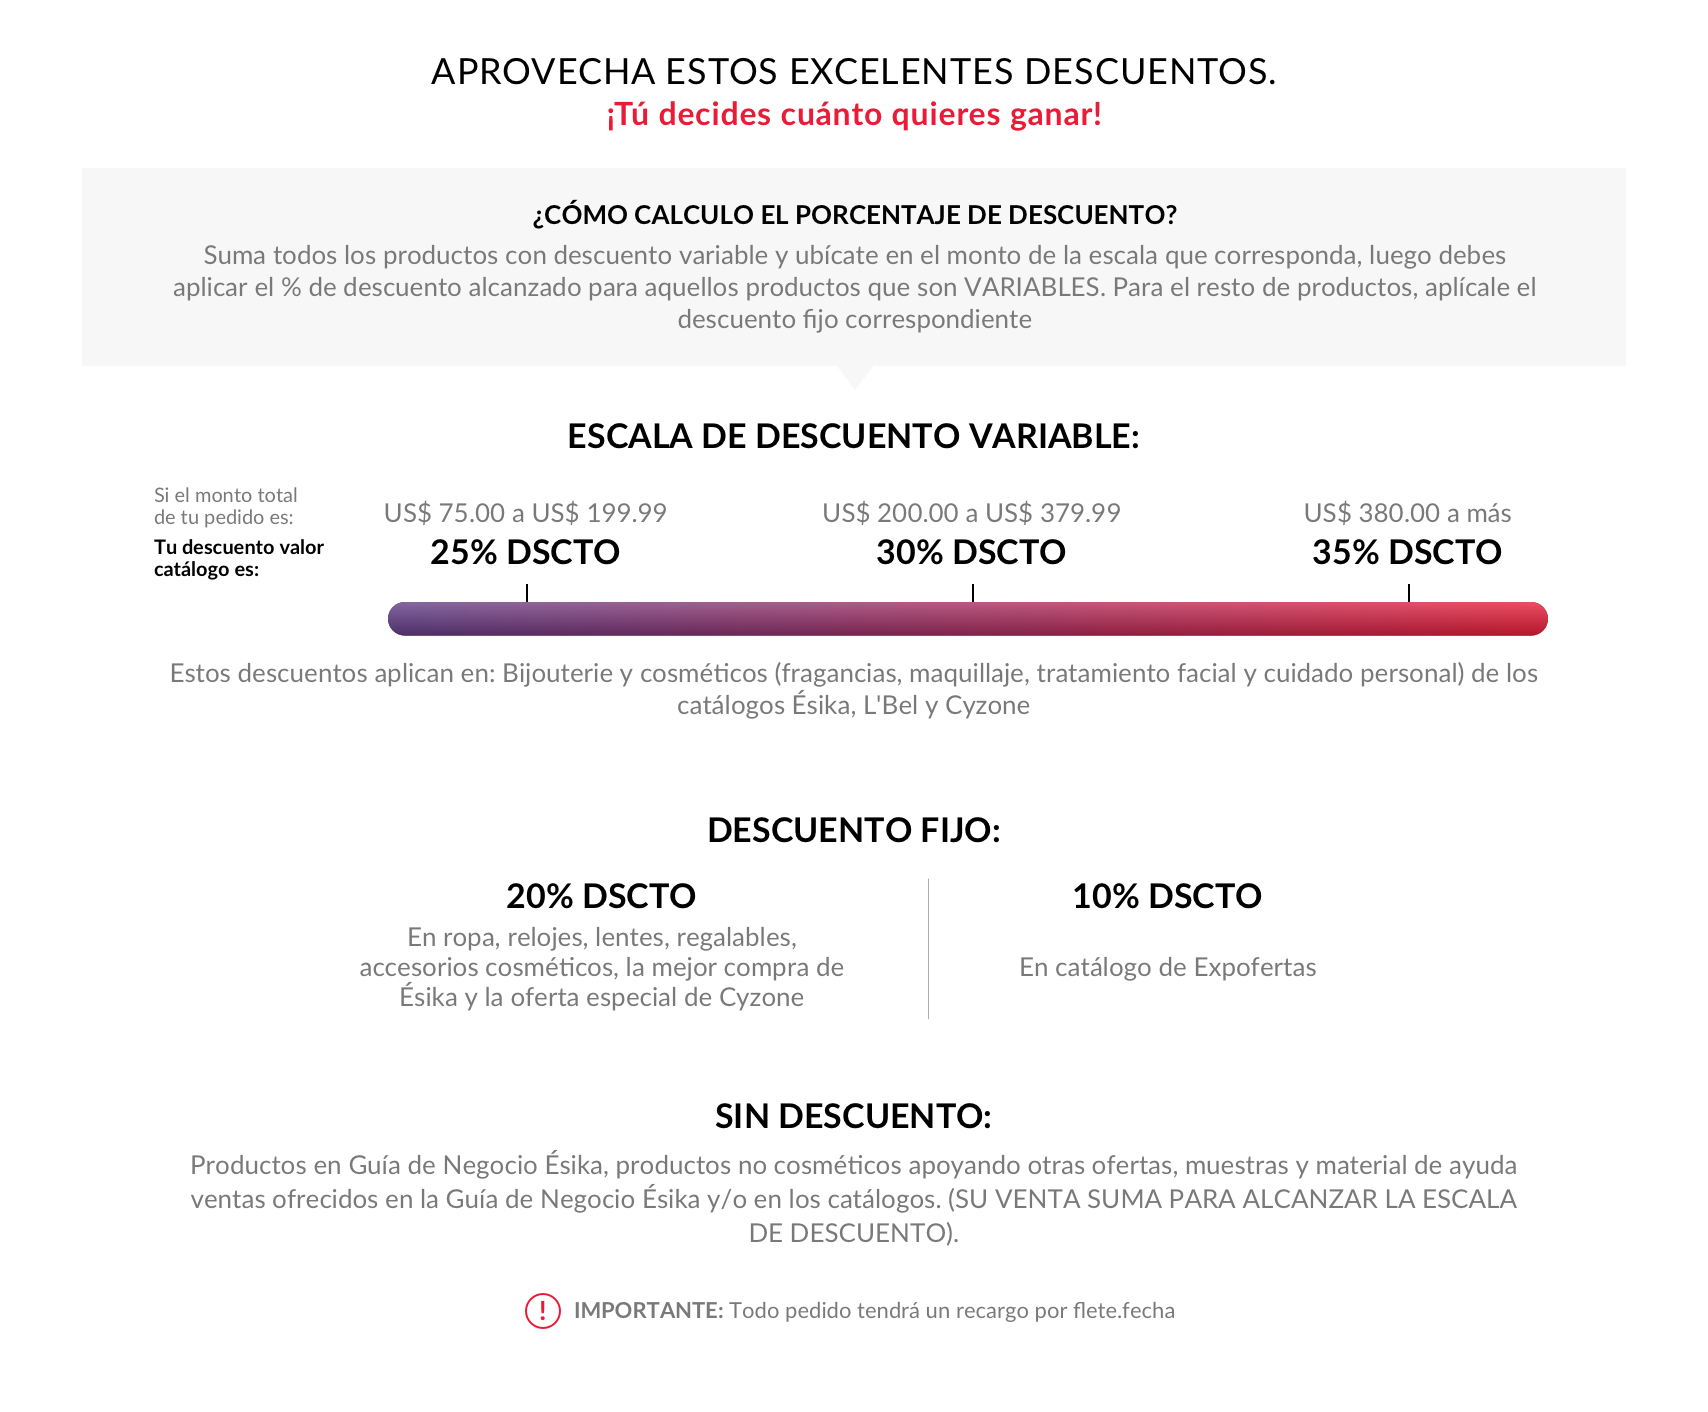 APROVECHA ESTOS EXCELENTES DESCUENTOS.
¡Tú decides cuánto quieres ganar!
¿CÓMO CALCULO EL PORCENTAJE DE DESCUENTO?
Suma todos los productos con descuento variable y ubícate en el monto de la escala que corresponda, luego debes
aplicar el % de descuento alcanzado para aquellos productos que son VARIABLES. Para el resto de productos, aplícale el
descuento fijo correspondiente
ESCALA DE DESCUENTO VARIABLE:
Si el monto total
de tu pedido es:
Tu descuento valor
catálogo es:
US$ 75.00 a US$ 199.99
25% DSCTO
US$ 200.00 a US$ 379.99
30% DSCTO
US$ 380.00 a más
35% DSCTO
Estos descuentos aplican en: Bijouterie y cosméticos (fragancias, maquillaje, tratamiento facial y cuidado personal) de los
catálogos Ésika, L'Bel y Cyzone
DESCUENTO FIJO:
20% DSCTO
En ropa, relojes, lentes, regalables,
accesorios cosméticos, la mejor compra de
Ésika y la oferta especial de Cyzone
10% DSCTO
En catálogo de Expofertas
SIN DESCUENTO:
Productos en Guía de Negocio Ésika, productos no cosméticos apoyando otras ofertas, muestras y material de ayuda
ventas ofrecidos en la Guía de Negocio Ésika y/o en los catálogos. (SU VENTA SUMA PARA ALCANZAR LA ESCALA
DE DESCUENTO).
! IMPORTANTE: Todo pedido tendrá un recargo por flete.fecha